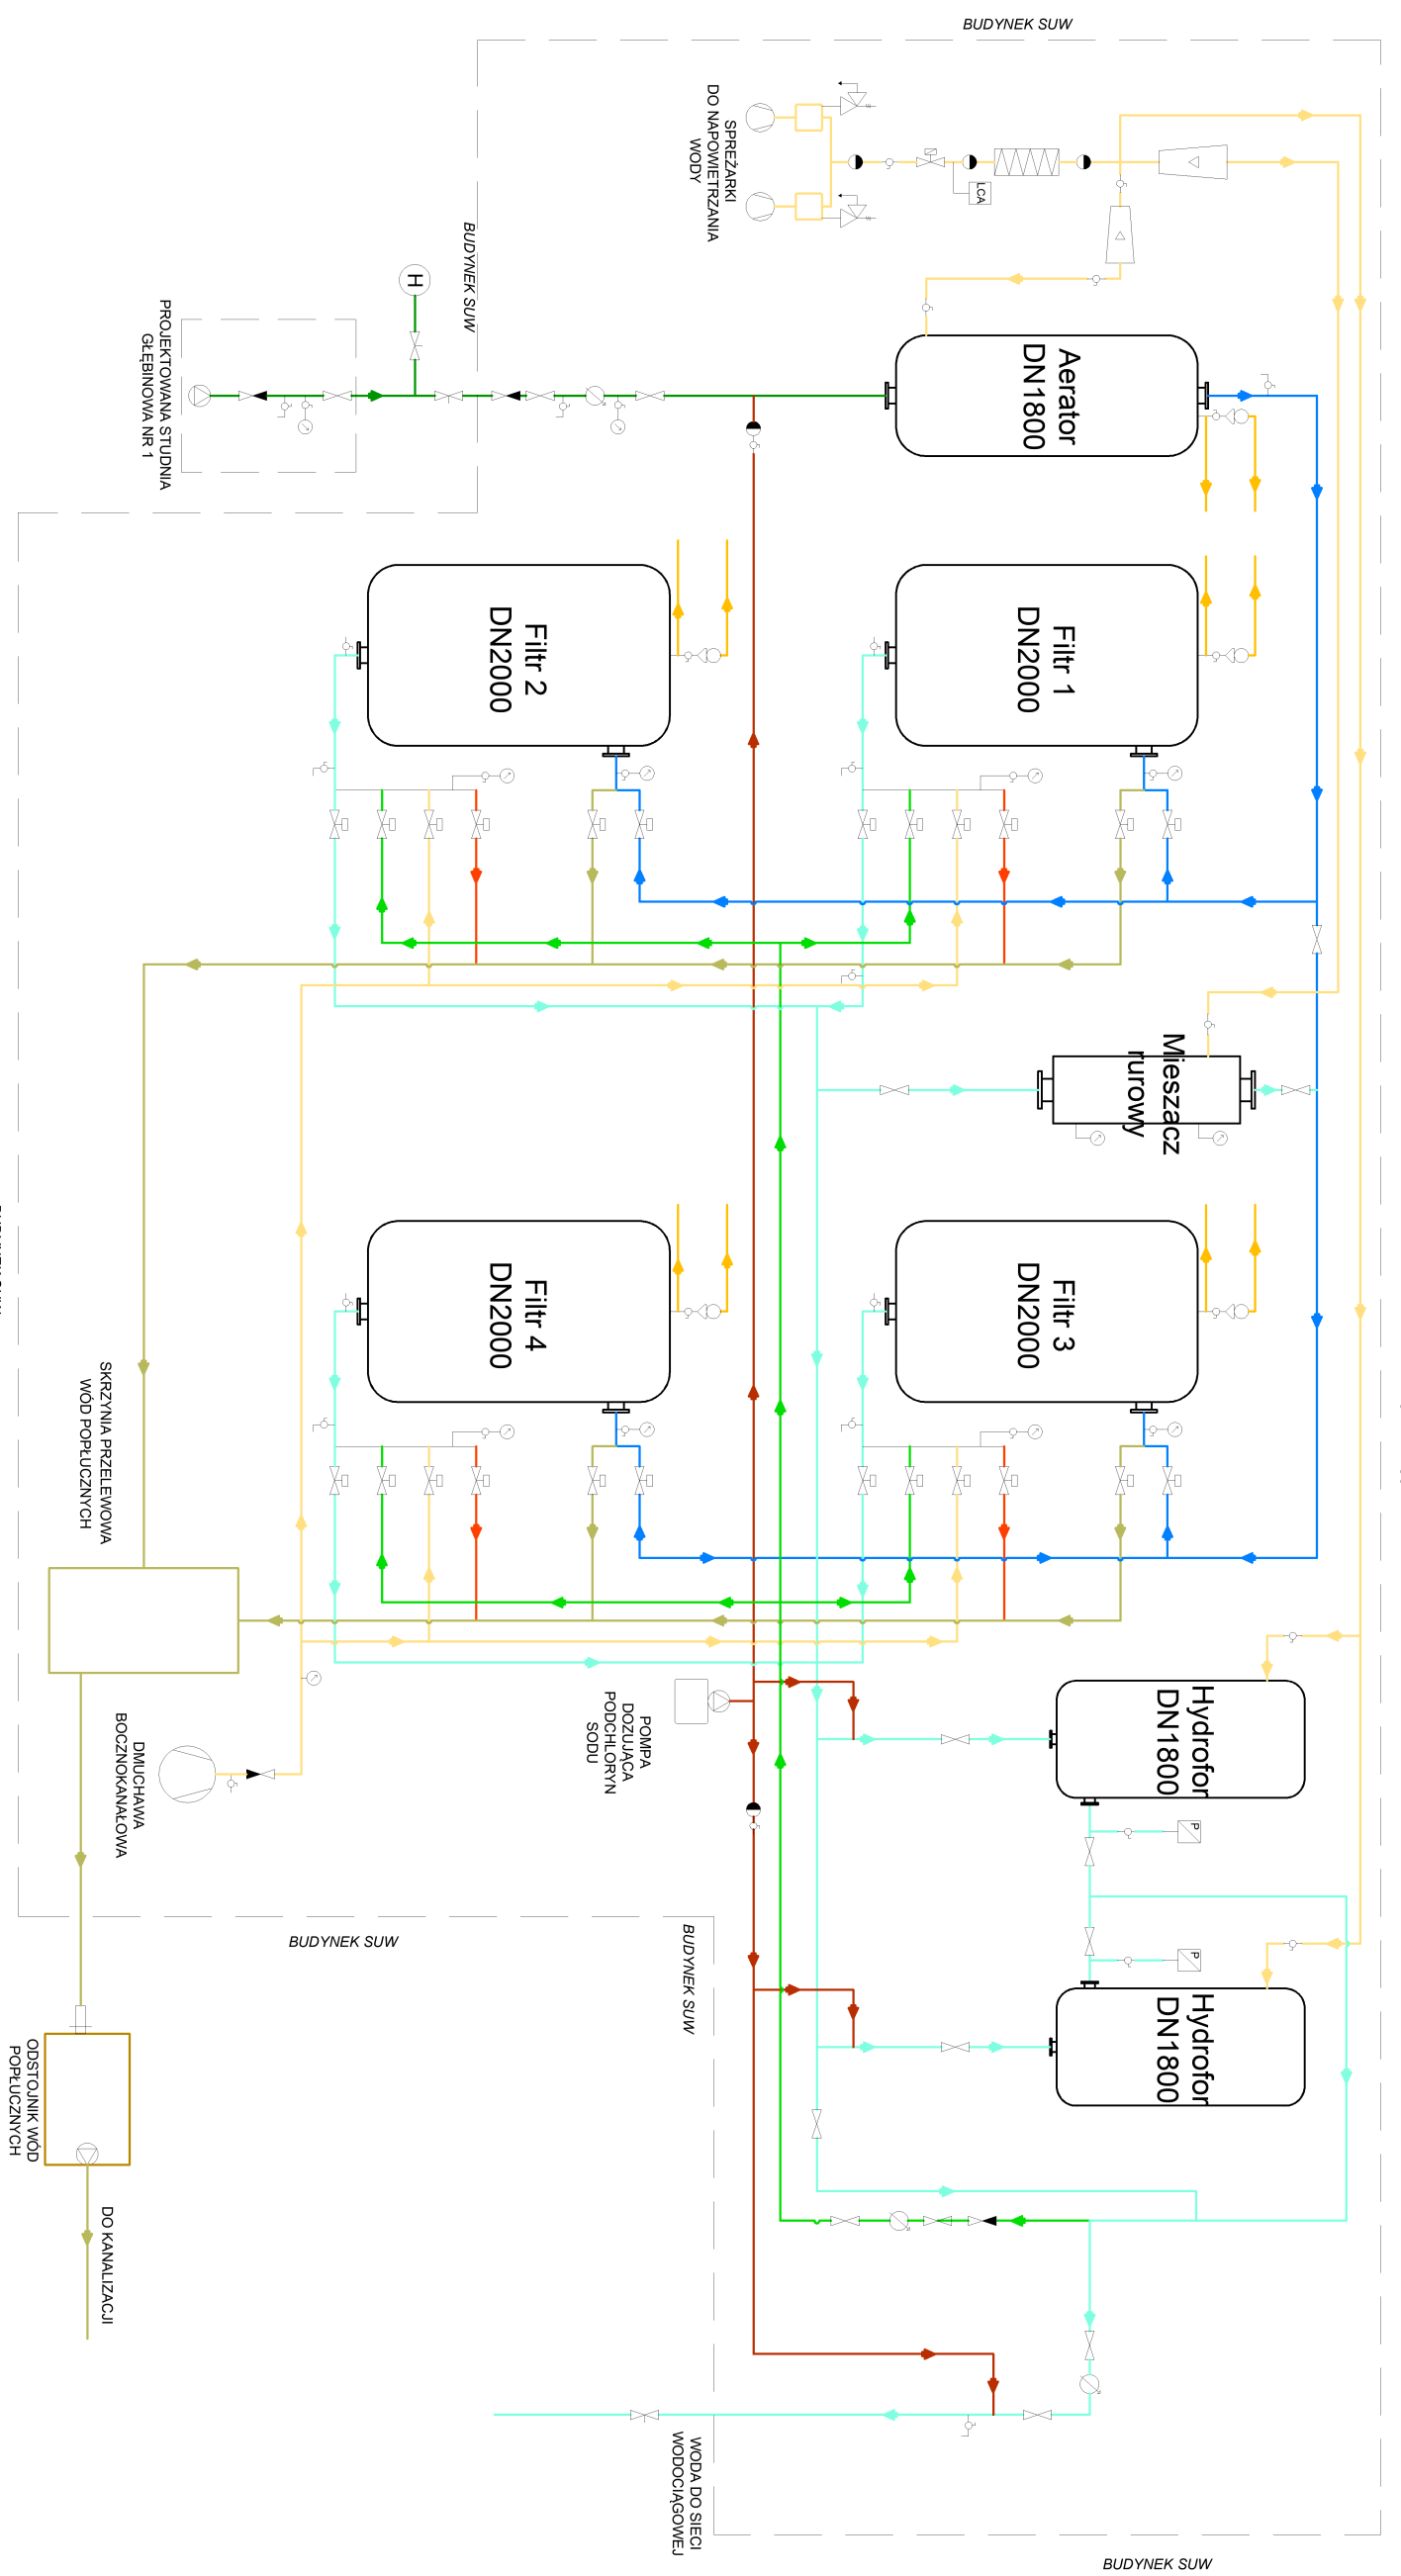 BUDYNEK SUW
SPREŻARKI
DO NAPOWIETRZANIA
WODY
LCA
BUDYNEK SUW
H
PROJEKTOWANA STUDNIA
GŁĘBINOWA NR 1
Aerator
DN1800
Filtr 2
DN2000
Filtr 1
DN2000
Mieszacz
rurowy
Filtr 4
DN2000
Filtr 3
DN2000
SKRZYNIA PRZELEWOWA
WÓD POPŁUCZNYCH
DMUCHAWA
BOCZNOKANAŁOWA
POMPA
DOZUJĄCA
PODCHLORYN
SODU
Hydrofor
DN1800
P
BUDYNEK SUW
BUDYNEK SUW
P
Hydrofor
DN1800
ODSTOJNIK WÓD
POPŁUCZNYCH
DO KANALIZACJI
WODA DO SIECI
WODOCIĄGOWEJ
BUDYNEK SUW